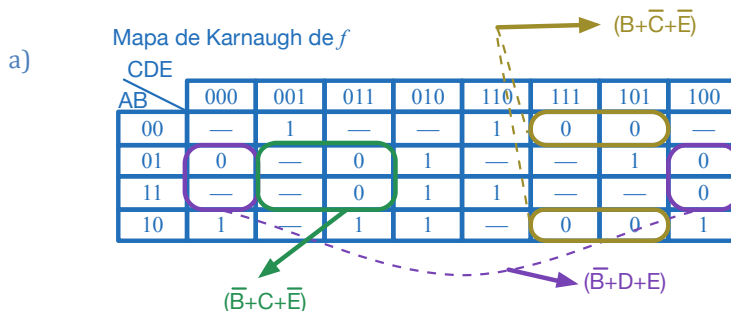 (B+C̅+E̅)
Mapa de Karnaugh de f
a)
CDE
AB
000 001 011 010 110 111 101 100
00 — 1 — — 1 0 0 —
01 0 — 0 1 — — 1 0
11 — — 0 1 1 — — 0
10 1 — 1 1 — 0 0 1
(B̅+D+E)
(B̅+C+E̅)